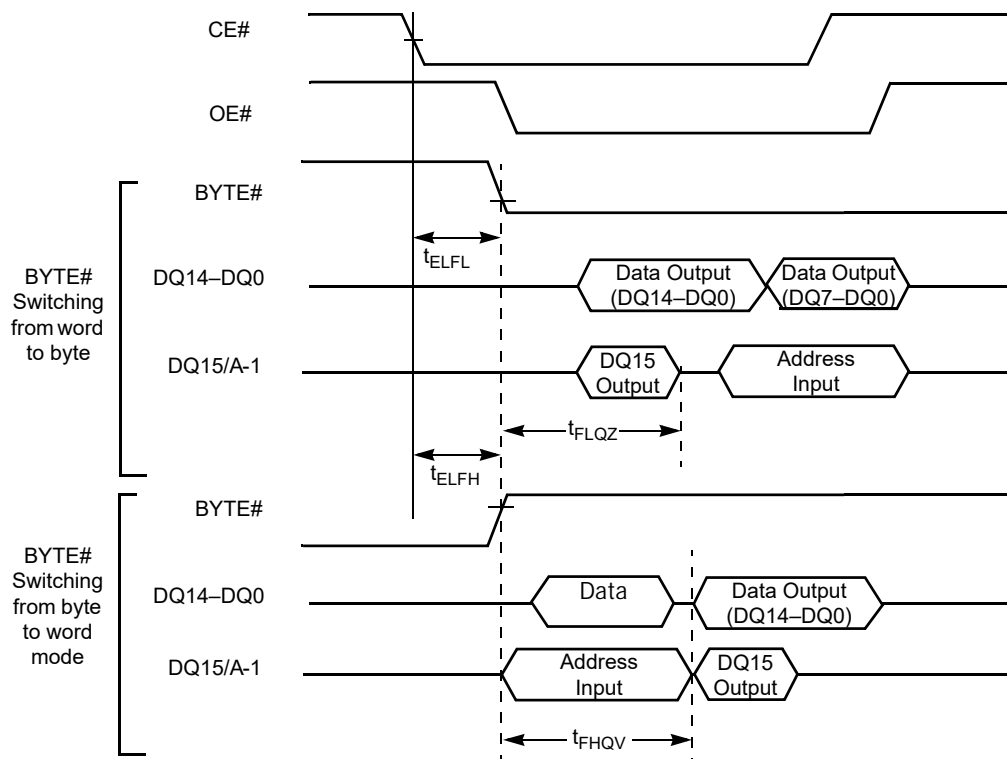 CE#
OE#
BYTE#
Switching
from word
to byte
BYTE#
tELFL
DQ14–DQ0
Data Output
(DQ14–DQ0)
Data Output
(DQ7–DQ0)
DQ15/A-1
DQ15
Output
Address
Input
tFLQZ
tELFH
BYTE#
Switching
from byte
to word
mode
BYTE#
DQ14–DQ0
Data
Data Output
(DQ14–DQ0)
DQ15/A-1
Address
Input
DQ15
Output
tFHQV